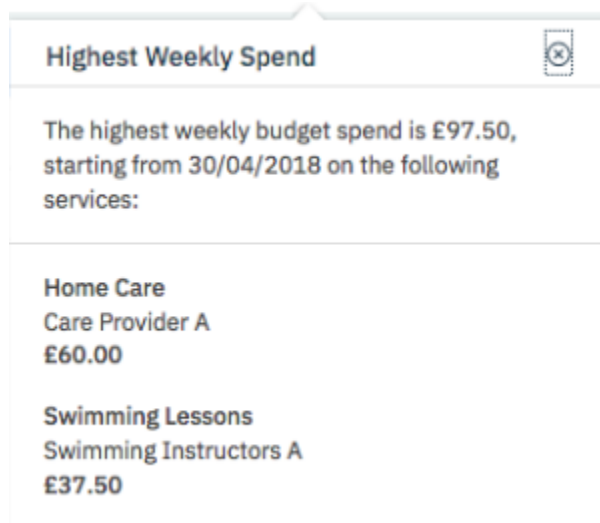 Highest Weekly Spend
The highest weekly budget spend is £97.50,
starting from 30/04/2018 on the following
services:
Home Care
Care Provider A
£60.00
Swimming Lessons
Swimming Instructors A
£37.50